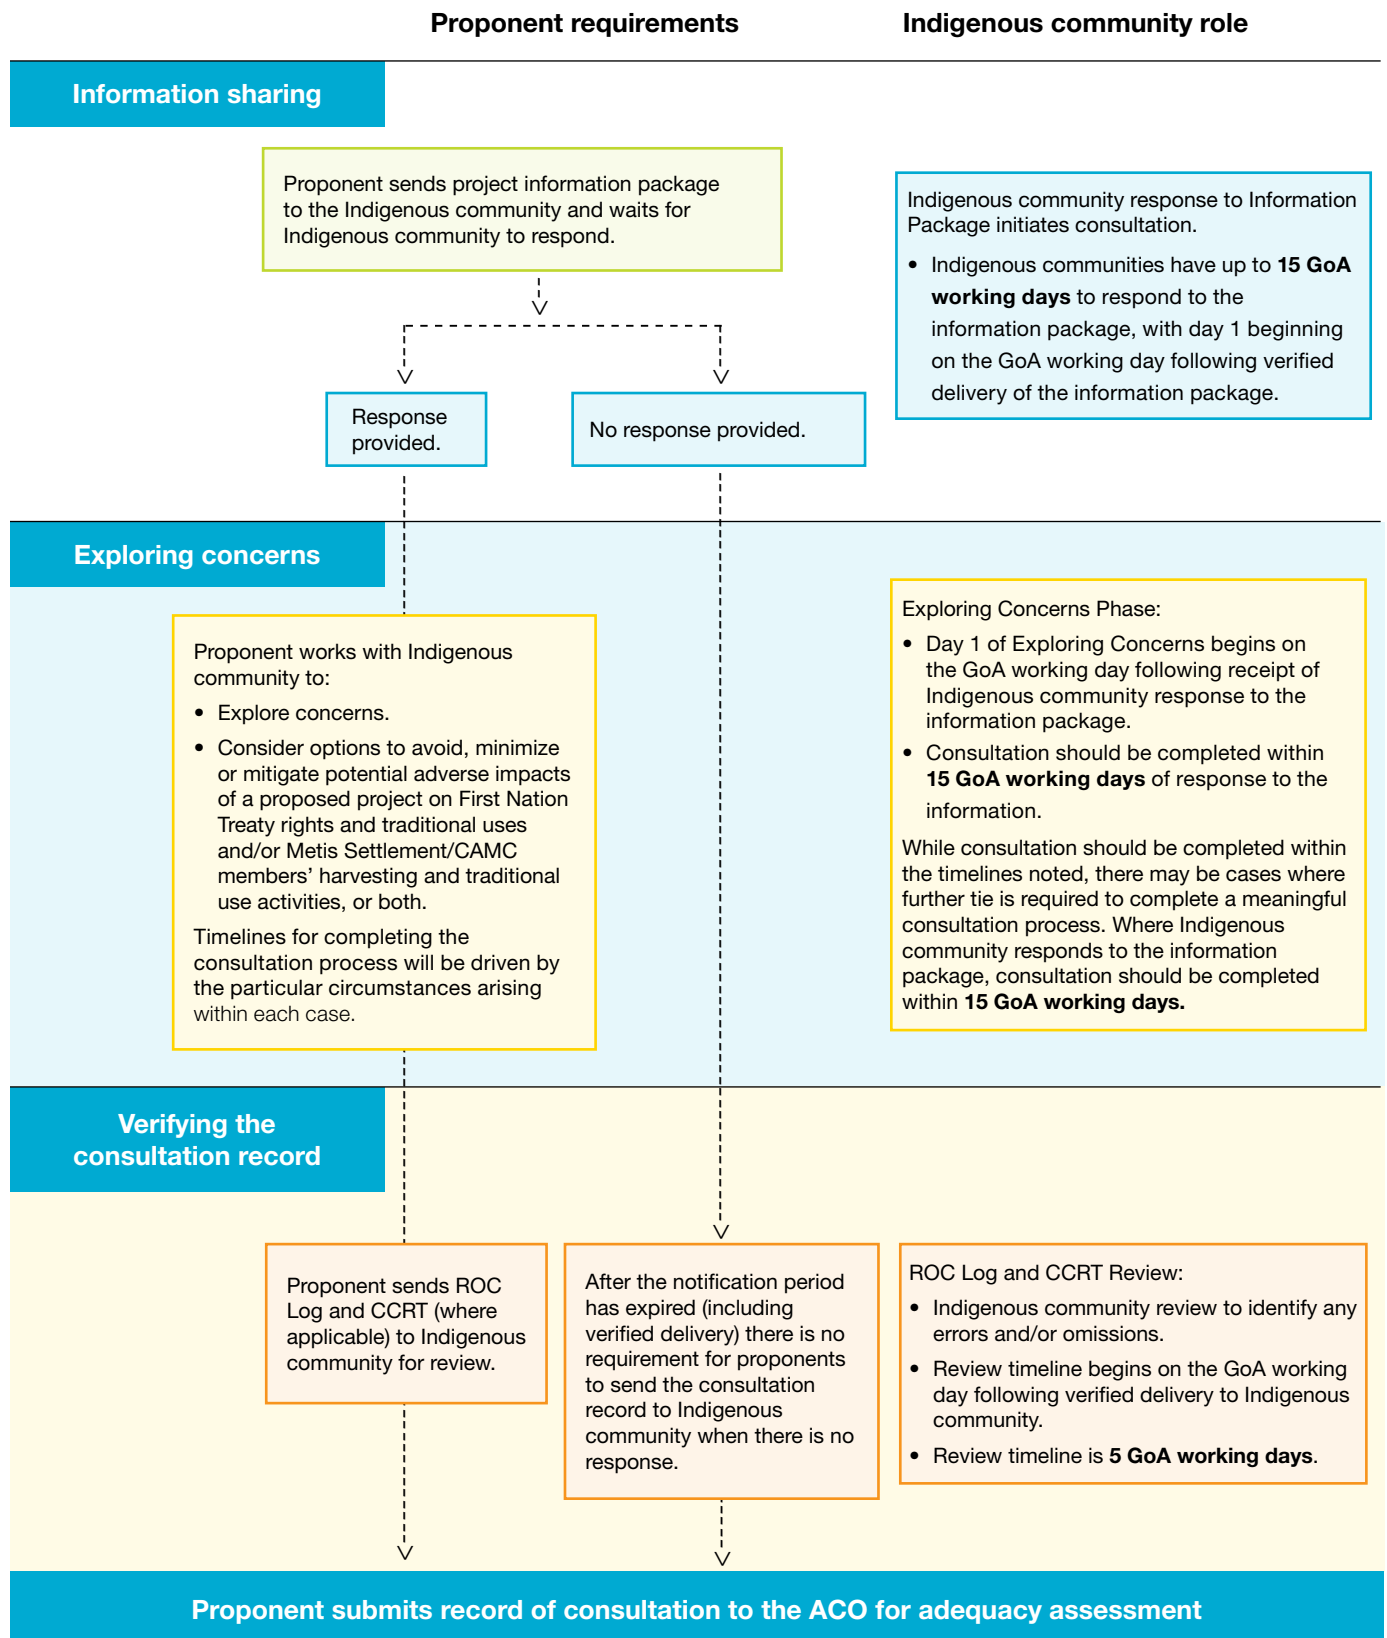 Proponent requirements
Indigenous community role
Information sharing
Proponent sends project information package
to the Indigenous community and waits for
Indigenous community to respond.
Indigenous community response to Information
Package initiates consultation.
• Indigenous communities have up to 15 GoA
working days to respond to the
information package, with day 1 beginning
on the GoA working day following verified
delivery of the information package.
Response
provided.
No response provided.
Exploring concerns
Proponent works with Indigenous
community to:
• Explore concerns.
• Consider options to avoid, minimize
or mitigate potential adverse impacts
of a proposed project on First Nation
Treaty rights and traditional uses
and/or Metis Settlement/CAMC
members’ harvesting and traditional
use activities, or both.
Timelines for completing the
consultation process will be driven by
the particular circumstances arising
within each case.
Exploring Concerns Phase:
• Day 1 of Exploring Concerns begins on
the GoA working day following receipt of
Indigenous community response to the
information package.
• Consultation should be completed within
15 GoA working days of response to the
information.
While consultation should be completed within
the timelines noted, there may be cases where
further tie is required to complete a meaningful
consultation process. Where Indigenous
community responds to the information
package, consultation should be completed
within 15 GoA working days.
Verifying the
consultation record
Proponent sends ROC
Log and CCRT (where
applicable) to Indigenous
community for review.
After the notification period
has expired (including
verified delivery) there is no
requirement for proponents
to send the consultation
record to Indigenous
community when there is no
response.
ROC Log and CCRT Review:
• Indigenous community review to identify any
errors and/or omissions.
• Review timeline begins on the GoA working
day following verified delivery to Indigenous
community.
• Review timeline is 5 GoA working days.
Proponent submits record of consultation to the ACO for adequacy assessment